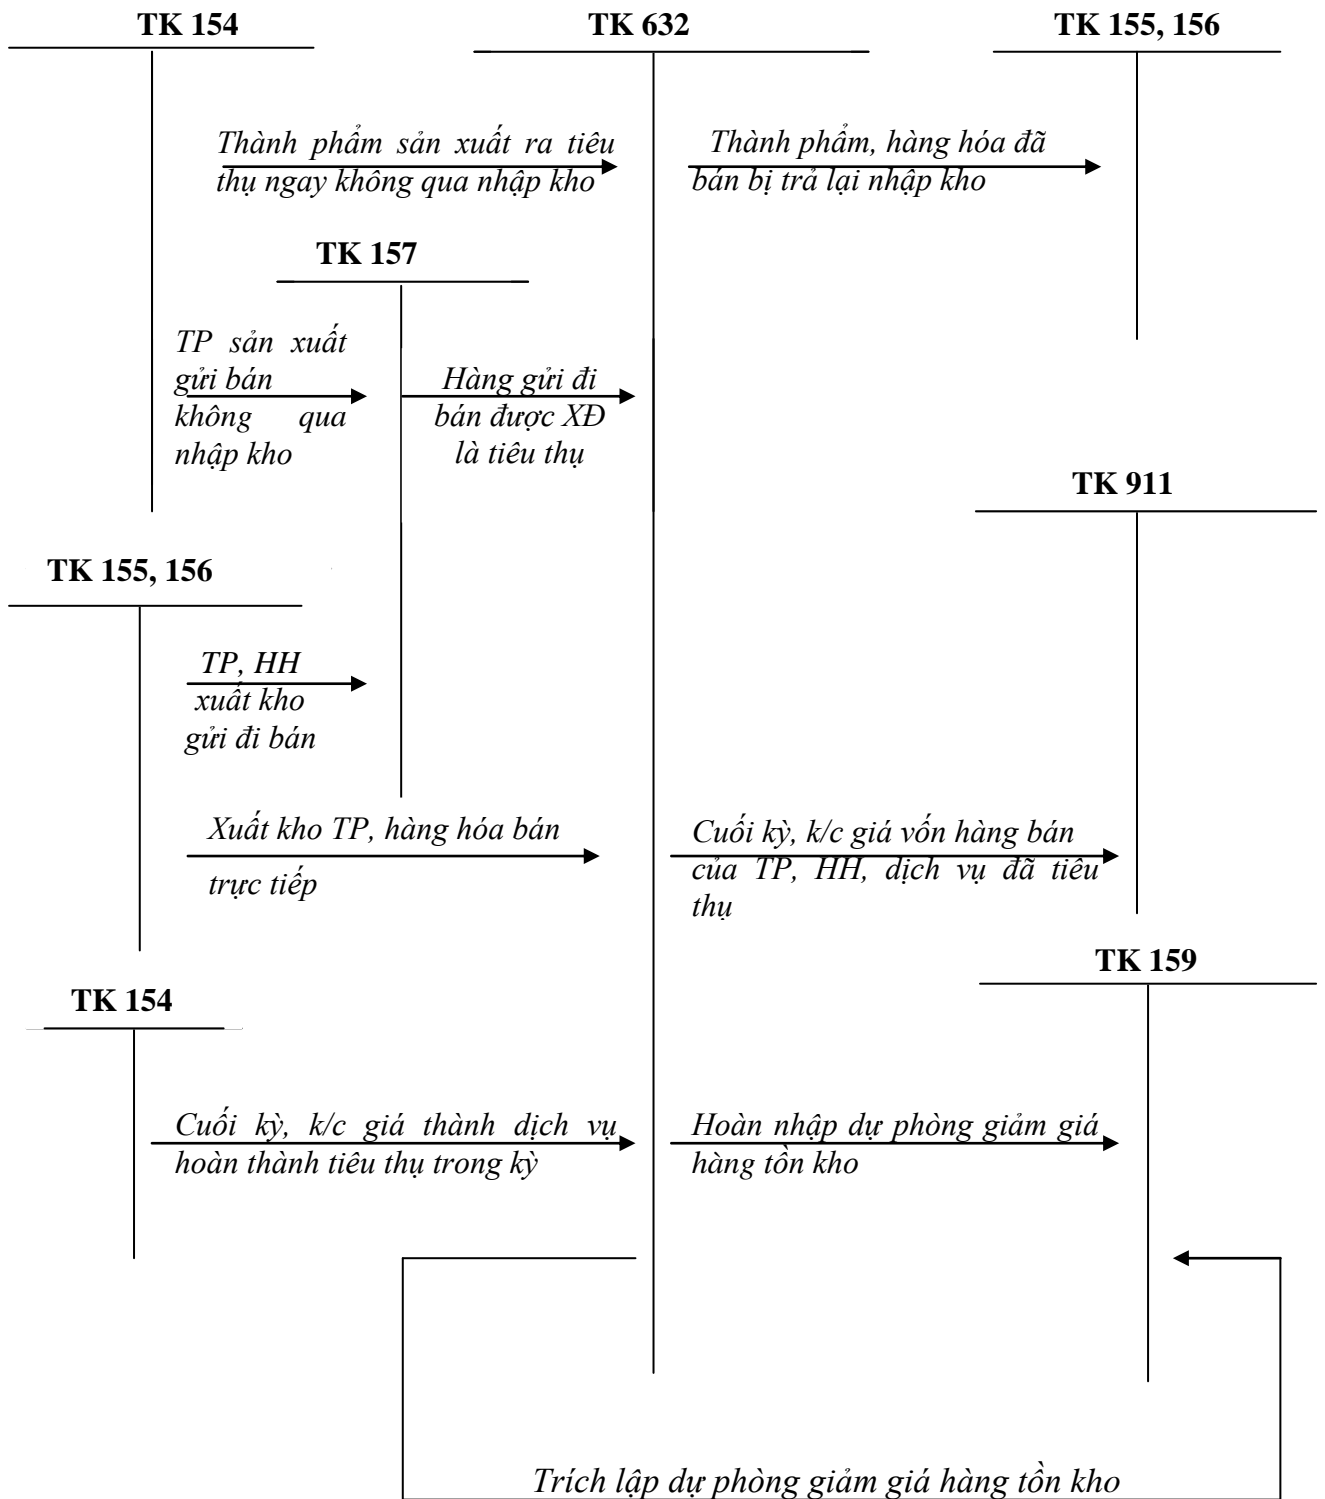 TK 154
TK 632
TK 155, 156
Thành phẩm sản xuất ra tiêu
thụ ngay không qua nhập kho
Thành phẩm, hàng hóa đã
bán bị trả lại nhập kho
TK 157
TP sản xuất
gửi bán
không qua
nhập kho
Hàng gửi đi
bán được XĐ
là tiêu thụ
TK 911
TK 155, 156
TP, HH
xuất kho
gửi đi bán
Xuất kho TP, hàng hóa bán
trực tiếp
Cuối kỳ, k/c giá vốn hàng bán
của TP, HH, dịch vụ đã tiêu
thụ
TK 159
TK 154
Cuối kỳ, k/c giá thành dịch vụ
hoàn thành tiêu thụ trong kỳ
Hoàn nhập dự phòng giảm giá
hàng tồn kho
Trích lập dự phòng giảm giá hàng tồn kho